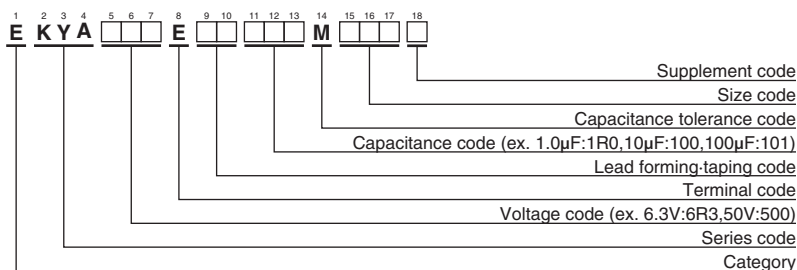 1 2 3 4 5 6 7 8 9 10 11 12 13 14 15 16 17 18
E KYA E M
Supplement code
Size code
Capacitance tolerance code
Capacitance code (ex. 1.0μF:1R0,10μF:100,100μF:101)
Lead forming·taping code
Terminal code
Voltage code (ex. 6.3V:6R3,50V:500)
Series code
Category